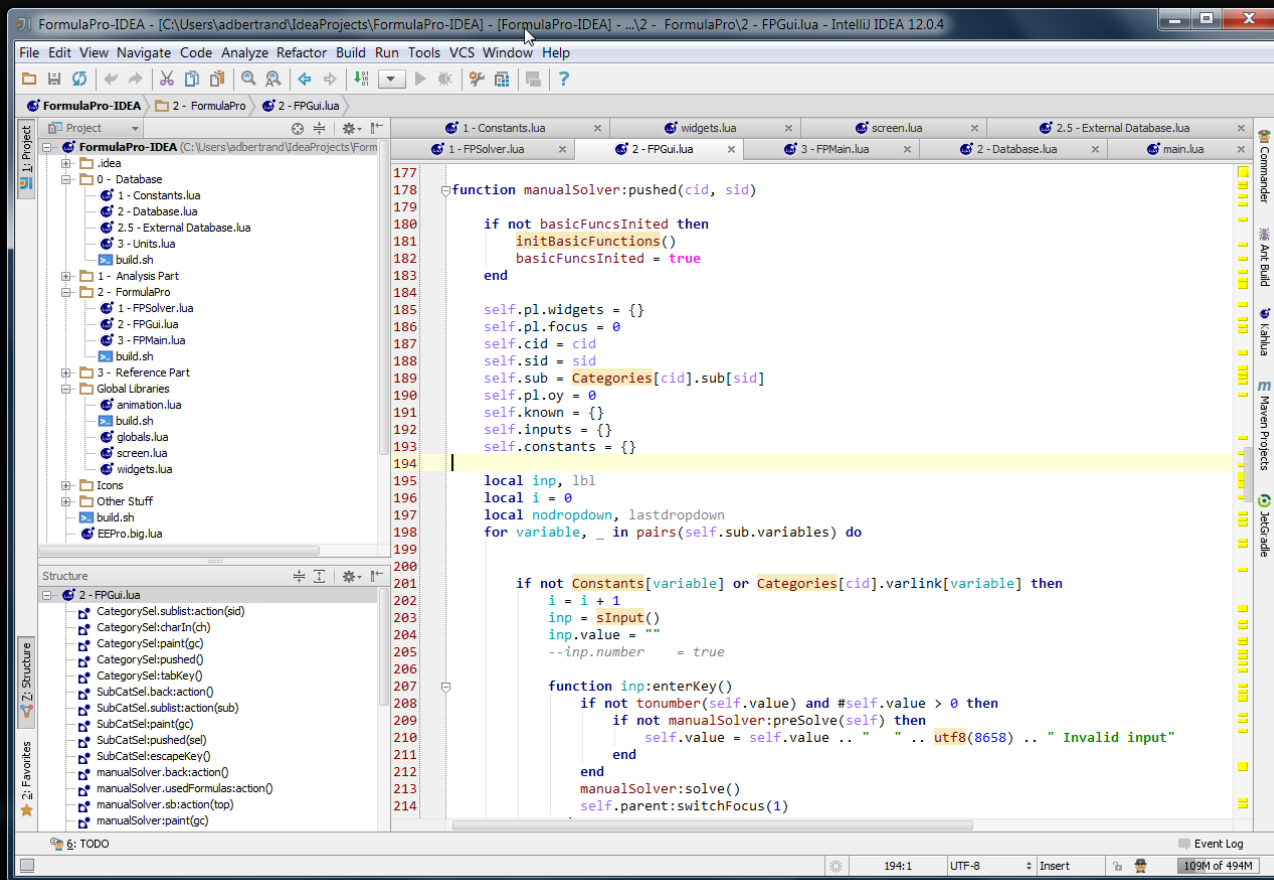 FormulaPro-IDEA - [C:\Users\adbertrand\IdeaProjects\FormulaPro-IDEA] - [FormulaPro-IDEA] - ...\2 - FormulaPro\2 - FPGui.lua - IntelliJ IDEA 12.0.4
File Edit View Navigate Code Analyze Refactor Build Run Tools VCS Window Help
FormulaPro-IDEA 2 - FormulaPro 2 - FPGui.lua
1: Project
Project
FormulaPro-IDEA (C:\Users\adbertrand\IdeaProjects\Form
.idea
0 - Database
1 - Constants.lua
2 - Database.lua
2.5 - External Database.lua
3 - Units.lua
build.sh
1 - Analysis Part
2 - FormulaPro
1 - FPSolver.lua
2 - FPGui.lua
3 - FPMain.lua
build.sh
3 - Reference Part
Global Libraries
animation.lua
build.sh
globals.lua
screen.lua
widgets.lua
Icons
Other Stuff
build.sh
EEPro.big.lua
Z: Structure
2: Favorites
Structure
2 - FPGui.lua
CategorySel.sublist:action(sid)
CategorySel:charIn(ch)
CategorySel:paint(gc)
CategorySel:pushed()
CategorySel:tabKey()
SubCatSel.back:action()
SubCatSel.sublist:action(sub)
SubCatSel:paint(gc)
SubCatSel:pushed(sel)
SubCatSel:escapeKey()
manualSolver.back:action()
manualSolver.usedFormulas:action()
manualSolver.sb:action(top)
manualSolver:paint(gc)
1 - Constants.lua widgets.lua screen.lua 2.5 - External Database.lua
1 - FPSolver.lua 2 - FPGui.lua 3 - FPMain.lua 2 - Database.lua main.lua
177
178 function manualSolver:pushed(cid, sid)
179
180 if not basicFuncsInited then
181 initBasicFunctions()
182 basicFuncsInited = true
183 end
184
185 self.pl.widgets = {}
186 self.pl.focus = 0
187 self.cid = cid
188 self.sid = sid
189 self.sub = Categories[cid].sub[sid]
190 self.pl.oy = 0
191 self.known = {}
192 self.inputs = {}
193 self.constants = {}
194
195 local inp, lbl
196 local i = 0
197 local nodropdown, lastdropdown
198 for variable, _ in pairs(self.sub.variables) do
199
200
201 if not Constants[variable] or Categories[cid].varlink[variable] then
202 i = i + 1
203 inp = sInput()
204 inp.value = ""
205 --inp.number    = true
206
207 function inp:enterKey()
208 if not tonumber(self.value) and #self.value > 0 then
209 if not manualSolver:preSolve(self) then
210 self.value = self.value .. "   " .. utf8(8658) .. " Invalid input"
211 end
212 end
213 manualSolver:solve()
214 self.parent:switchFocus(1)
Commander
Ant Build
Kahlua
Maven Projects
JetGradle
6: TODO
Event Log
194:1 UTF-8 Insert 109M of 494M